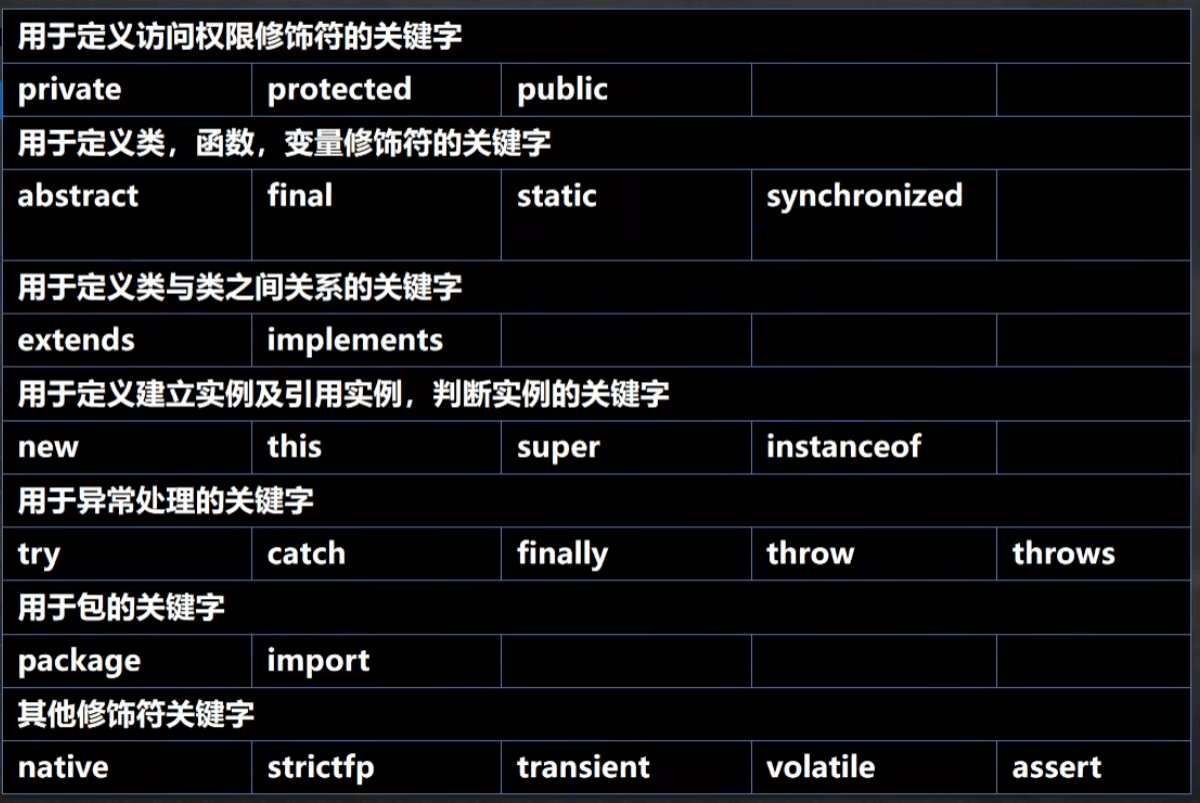 用于定义访问权限修饰符的关键字
private protected public
用于定义类，函数，变量修饰符的关键字
abstract final static synchronized
用于定义类与类之间关系的关键字
extends implements
用于定义建立实例及引用实例，判断实例的关键字
new this super instanceof
用于异常处理的关键字
try catch finally throw throws
用于包的关键字
package import
其他修饰符关键字
native strictfp transient volatile assert